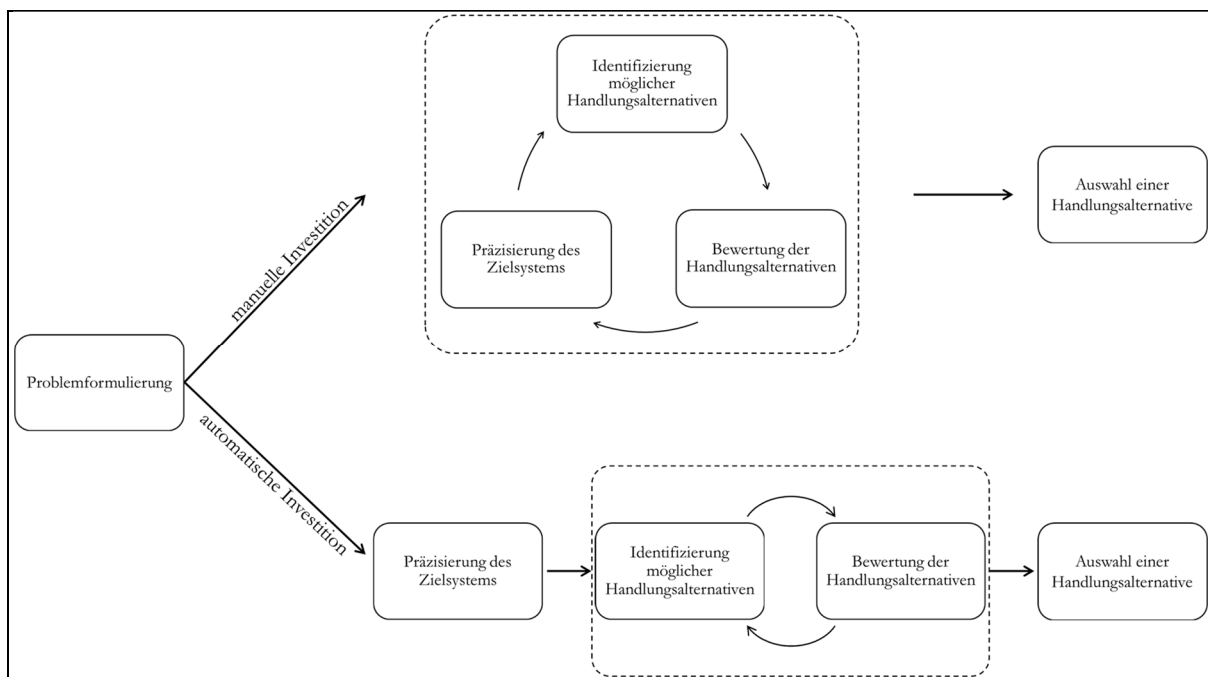 Identifizierung
möglicher
Handlungsalternativen
Präzisierung des
Zielsystems
Bewertung der
Handlungsalternativen
Auswahl einer
Handlungsalternative
manuelle Investition
Problemformulierung
automatische Investition
Präzisierung des
Zielsystems
Identifizierung
möglicher
Handlungsalternativen
Bewertung der
Handlungsalternativen
Auswahl einer
Handlungsalternative